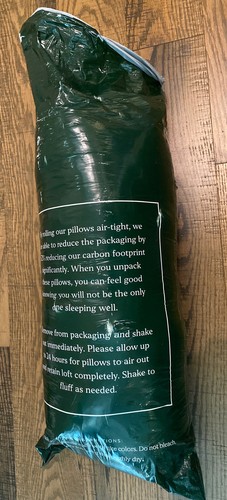 rolling our pillows air-tight, we
able to reduce the packaging by
reducing our carbon footprint
significantly. When you unpack
these pillows, you can feel good
knowing you will not be the only
one sleeping well.
remove from packaging and shake
out immediately. Please allow up
24 hours for pillows to air out
retain loft completely. Shake to
fluff as needed.
like colors. Do not bleach.
dry.